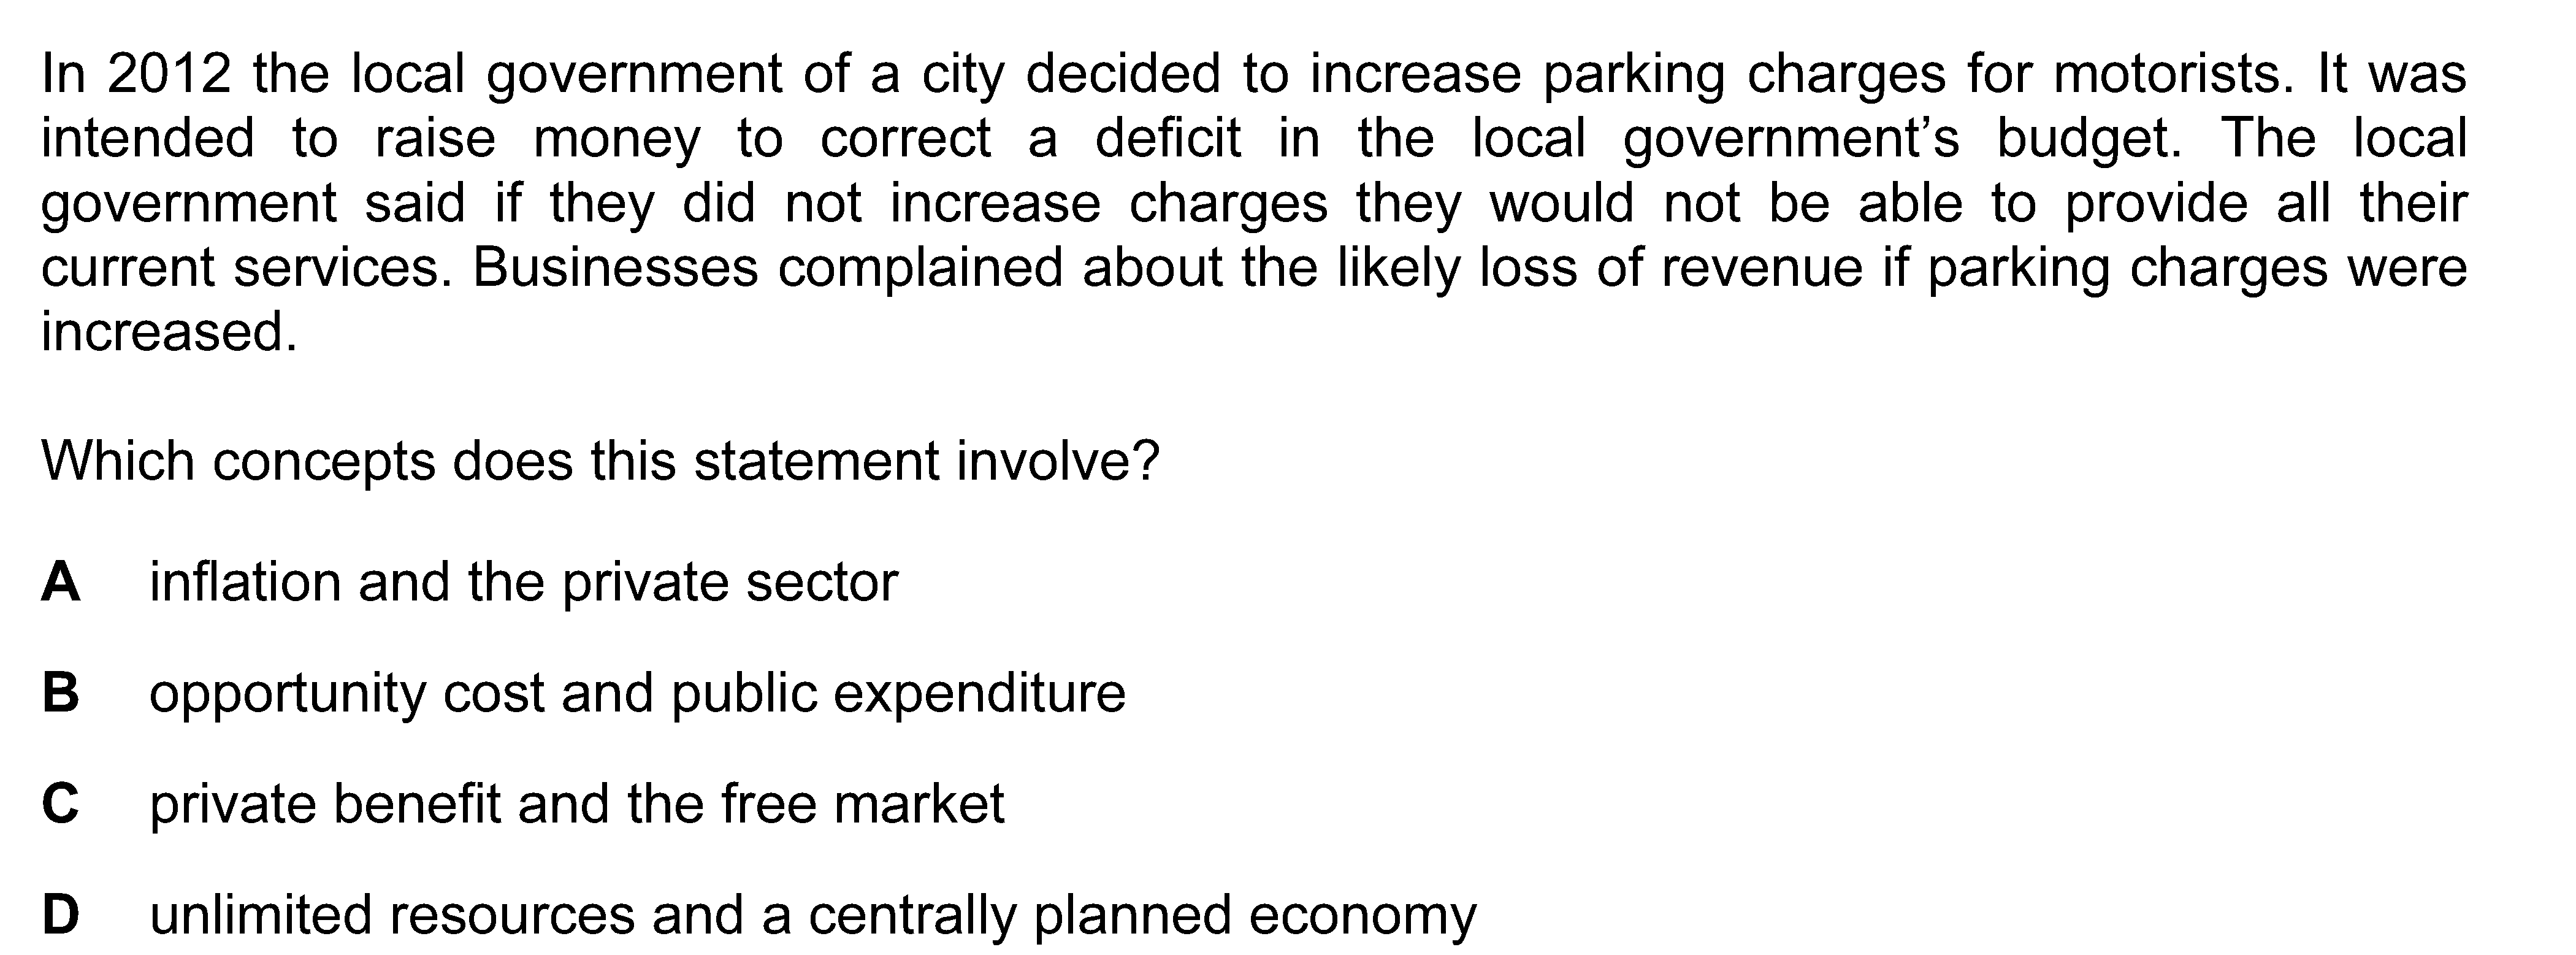 In 2012 the local government of a city decided to increase parking charges for motorists. It was
intended to raise money to correct a deficit in the local government's budget. The local
government said if they did not increase charges they would not be able to provide all their
current services. Businesses complained about the likely loss of revenue if parking charges were
increased.
Which concepts does this statement involve?
A inflation and the private sector
B opportunity cost and public expenditure
C private benefit and the free market
D unlimited resources and a centrally planned economy